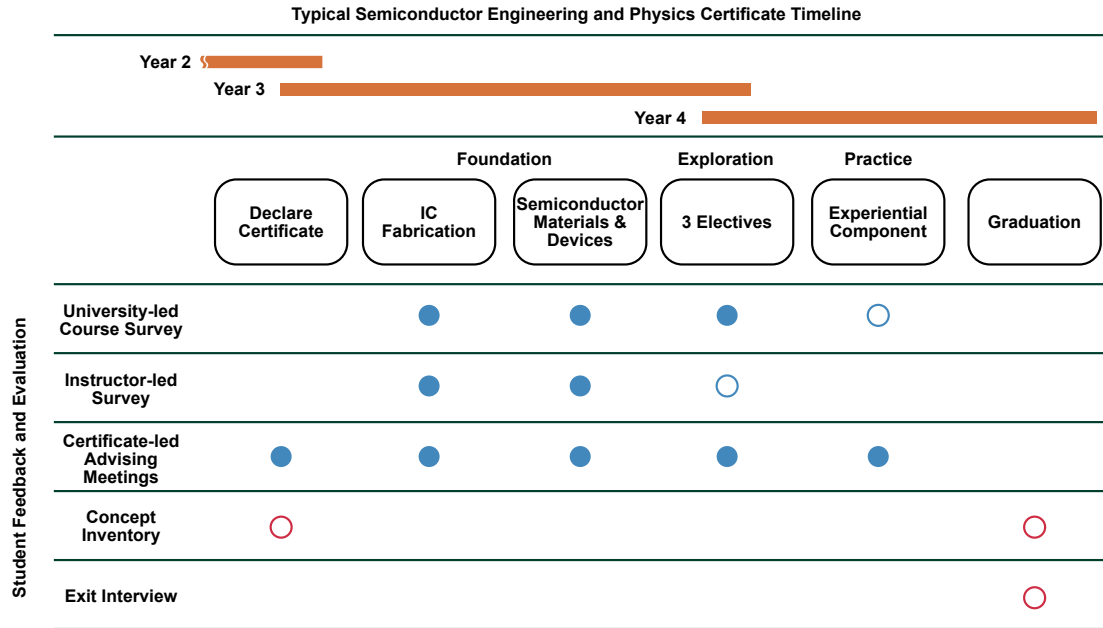 Typical Semiconductor Engineering and Physics Certificate Timeline
Year 2
Year 3
Year 4
Foundation
Exploration
Practice
Declare
Certificate
IC
Fabrication
Semiconductor
Materials &
Devices
3 Electives
Experiential
Component
Graduation
Student Feedback and Evaluation
University-led
Course Survey
Instructor-led
Survey
Certificate-led
Advising
Meetings
Concept
Inventory
Exit Interview